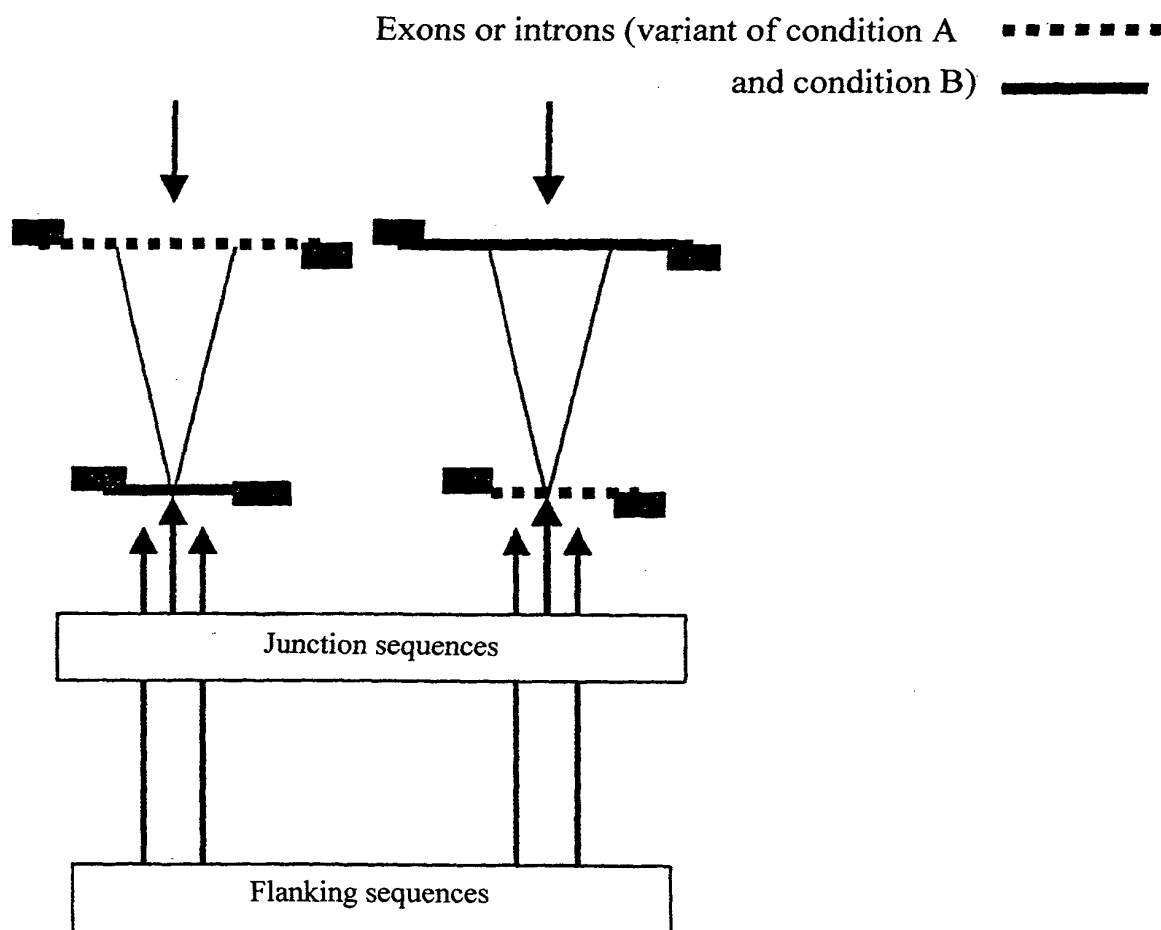 Exons or introns (variant of condition A
and condition B)
Junction sequences
Flanking sequences